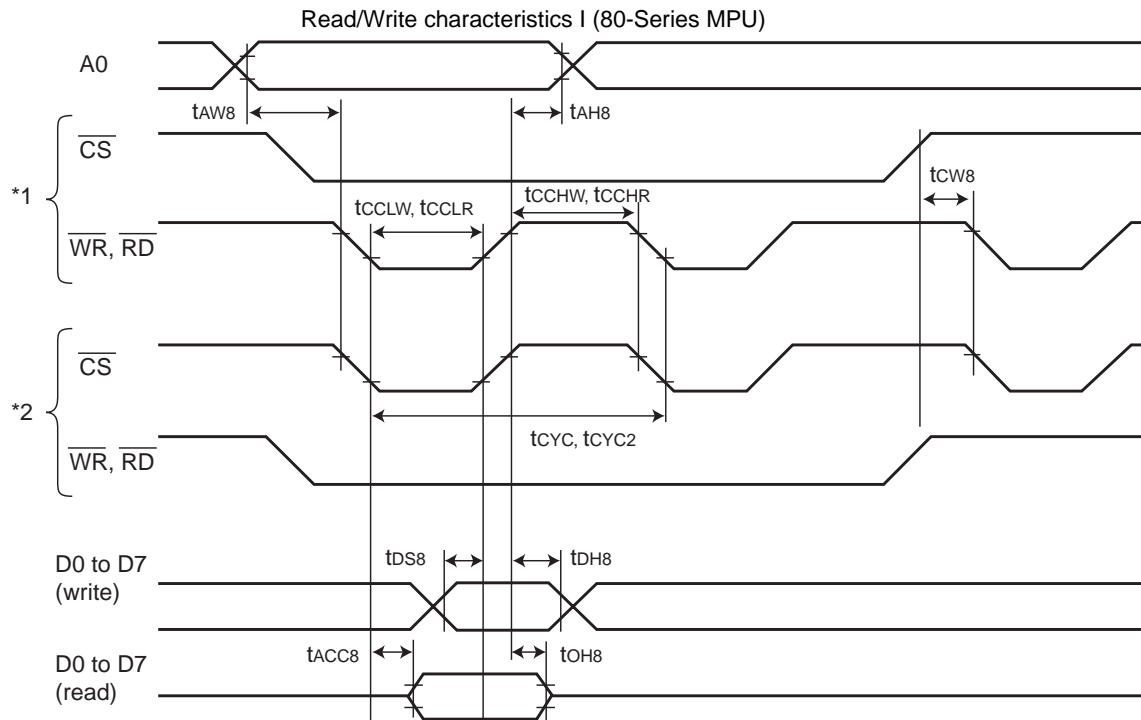 Read/Write characteristics I (80-Series MPU)
A0
tAW8
tAH8
*1
CS
tCW8
tCCLW, tCCLR
tCCHW, tCCHR
WR, RD
*2
CS
tCYC, tCYC2
WR, RD
D0 to D7
(write)
tDS8
tDH8
D0 to D7
(read)
tACC8
tOH8